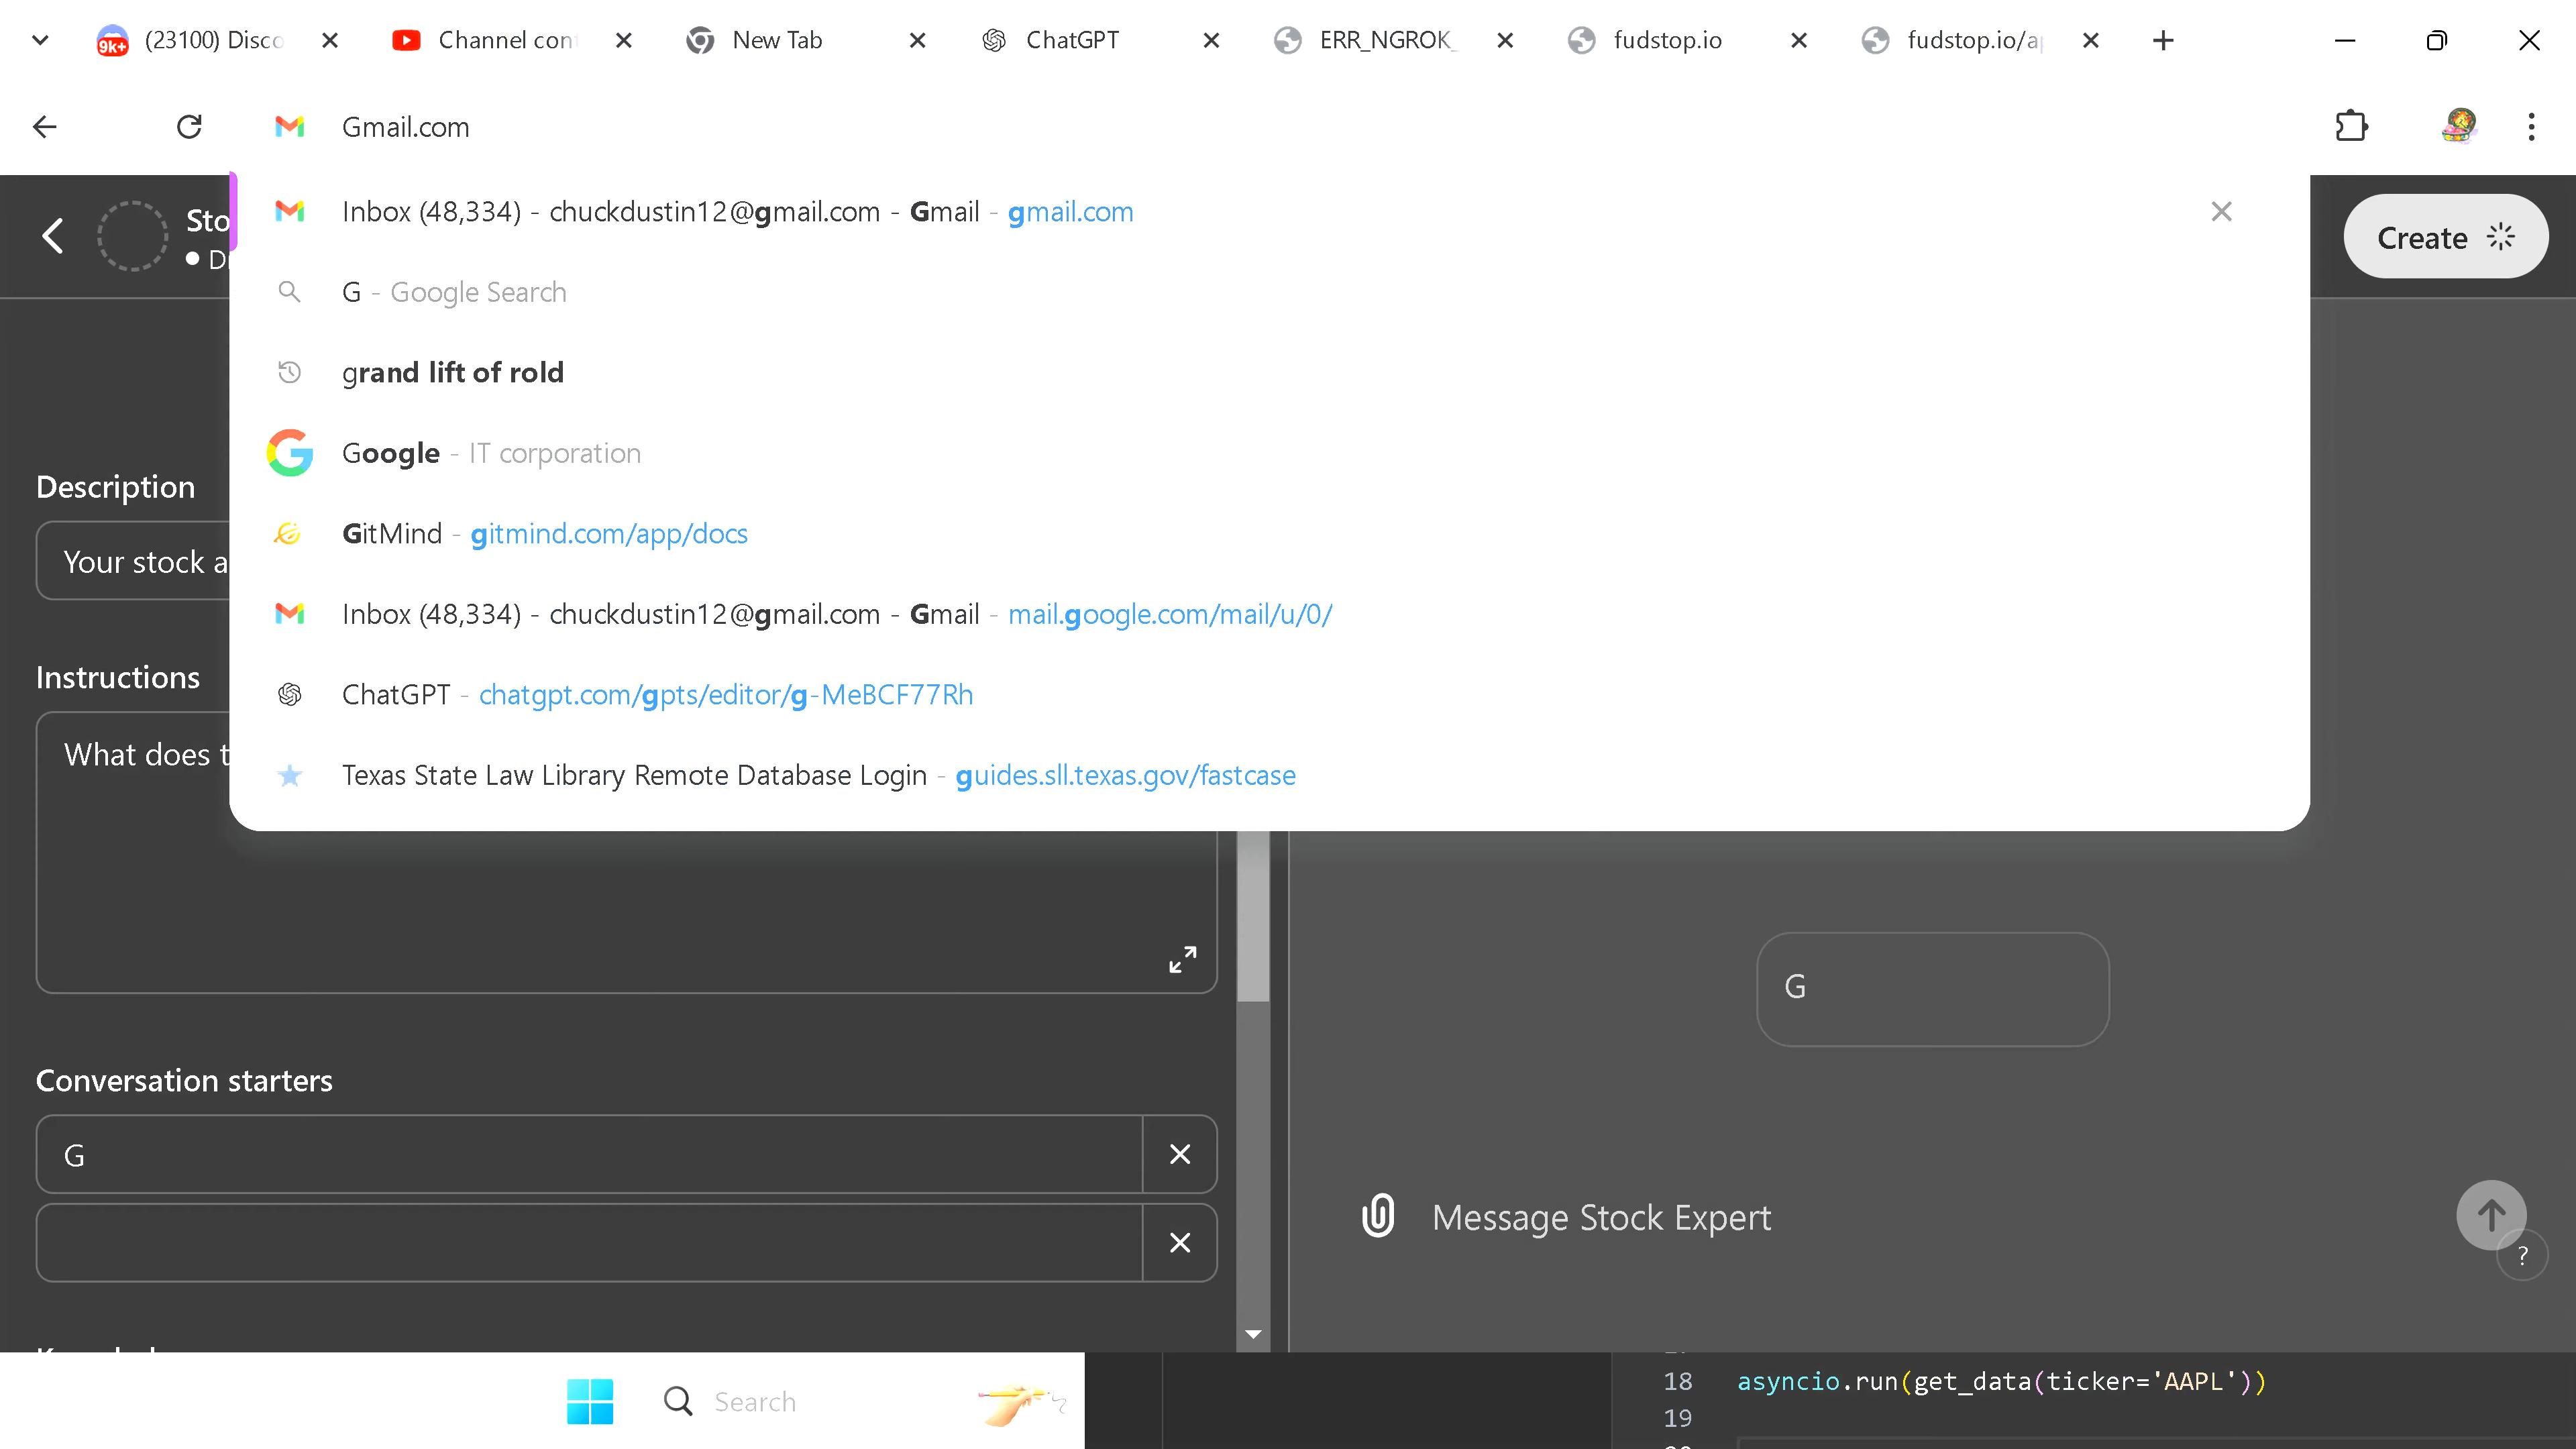 9k+
(23100) Disco
Channel con
New Tab
ChatGPT
ERR_NGROK_
fudstop.io
fudstop.io/a
Gmail.com
Inbox (48,334) - chuckdustin12@gmail.com - Gmail - gmail.com
G - Google Search
grand lift of rold
Google - IT corporation
GitMind - gitmind.com/app/docs
Inbox (48,334) - chuckdustin12@gmail.com - Gmail - mail.google.com/mail/u/0/
ChatGPT - chatgpt.com/gpts/editor/g-MeBCF77Rh
Texas State Law Library Remote Database Login - guides.sll.texas.gov/fastcase
Sto
Create
Description
Your stock a
Instructions
What does t
Conversation starters
G
G
Message Stock Expert
?
18 asyncio.run(get_data(ticker='AAPL'))
19
Search